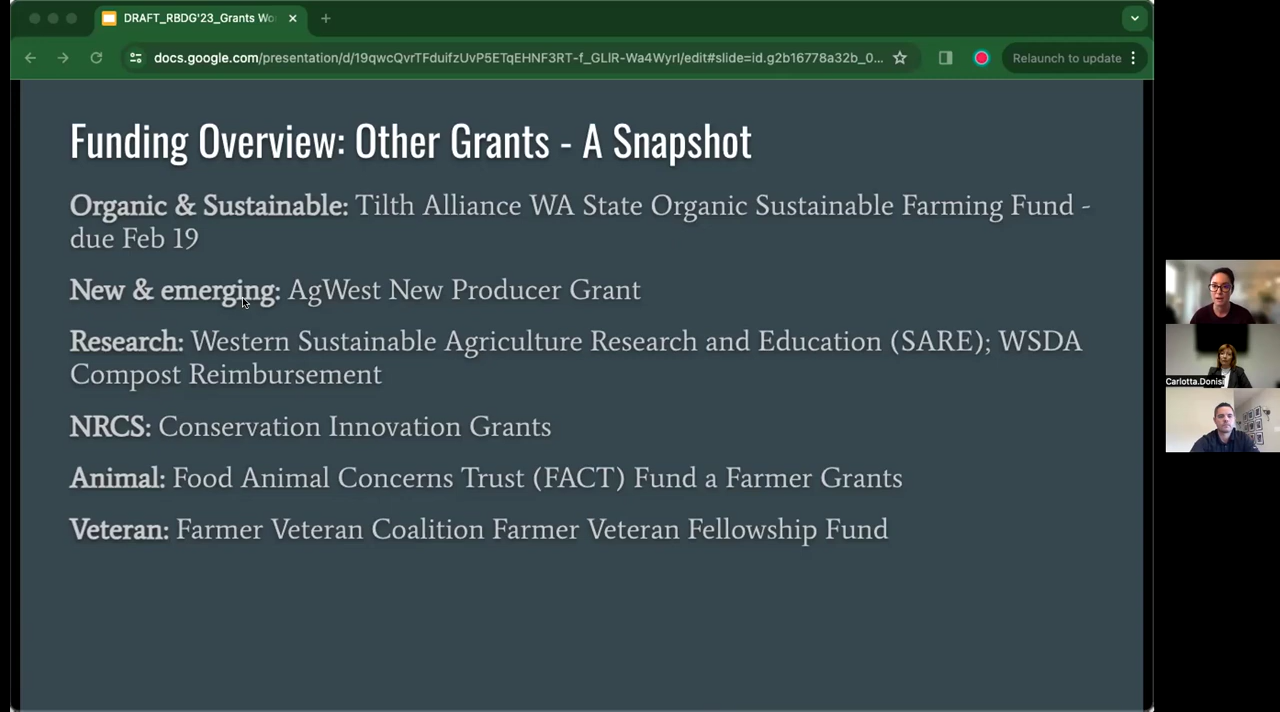 DRAFT_RBDG'23_Grants Wo
docs.google.com/presentation/d/19qwcQvrTFduifzUvP5ETqEHNF3RT-f_GLlR-Wa4WyrI/edit#slide=id.g2b16778a32b_0...
Relaunch to update
Funding Overview: Other Grants - A Snapshot
Organic & Sustainable: Tilth Alliance WA State Organic Sustainable Farming Fund -
due Feb 19
New & emerging: AgWest New Producer Grant
Research: Western Sustainable Agriculture Research and Education (SARE); WSDA
Compost Reimbursement
NRCS: Conservation Innovation Grants
Animal: Food Animal Concerns Trust (FACT) Fund a Farmer Grants
Veteran: Farmer Veteran Coalition Farmer Veteran Fellowship Fund
Carlotta.Donisi